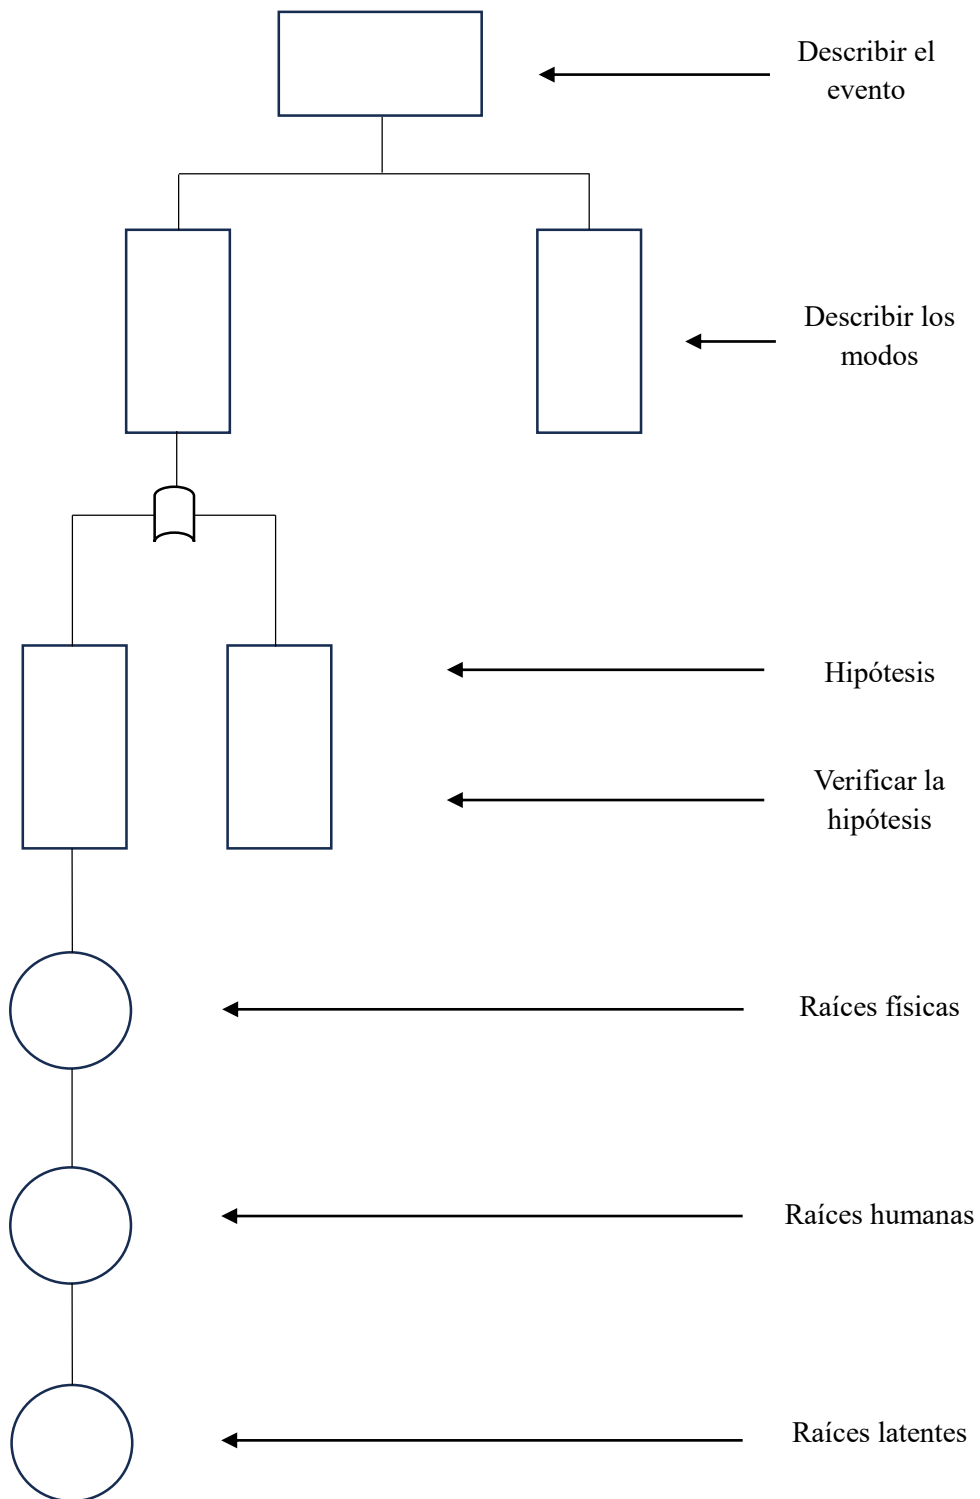 Describir el
evento
Describir los
modos
Hipótesis
Verificar la
hipótesis
Raíces físicas
Raíces humanas
Raíces latentes